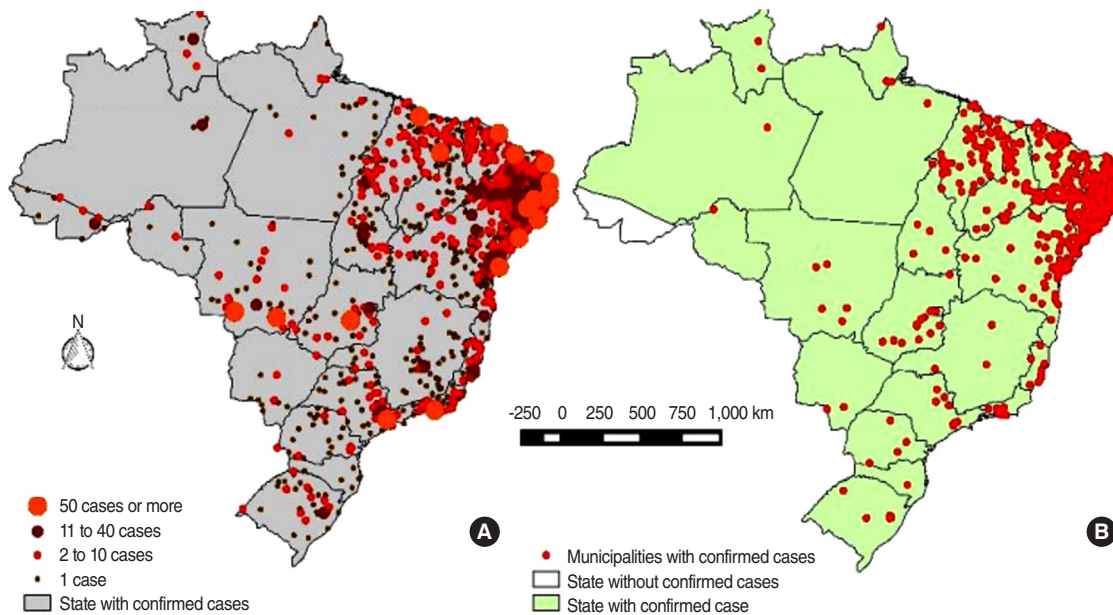 N
-250 0 250 500 750 1,000 km
50 cases or more
11 to 40 cases
2 to 10 cases
1 case
State with confirmed cases
A
Municipalities with confirmed cases
State without confirmed cases
State with confirmed case
B